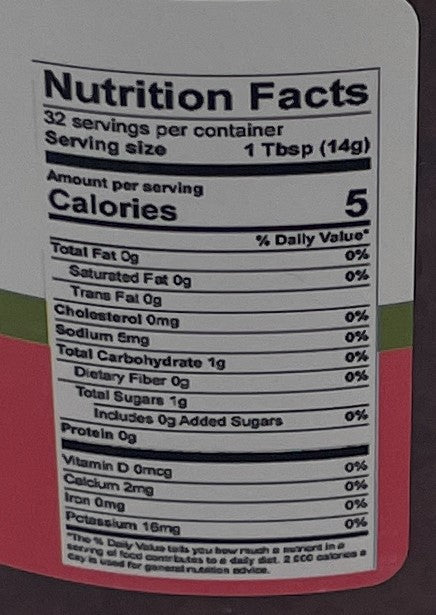 Nutrition Facts
32 servings per container
Serving size 1 Tbsp (14g)
Amount per serving
Calories 5
% Daily Value*
Total Fat 0g 0%
Saturated Fat 0g 0%
Trans Fat 0g
Cholesterol 0mg 0%
Sodium 5mg 0%
Total Carbohydrate 1g 0%
Dietary Fiber 0g 0%
Total Sugars 1g
Includes 0g Added Sugars 0%
Protein 0g
Vitamin D 0mcg 0%
Calcium 2mg 0%
Iron 0mg 0%
Potassium 16mg 0%
*The % Daily Value tells you how much a nutrient in a
serving of food contributes to a daily diet. 2,000 calories a
day is used for general nutrition advice.